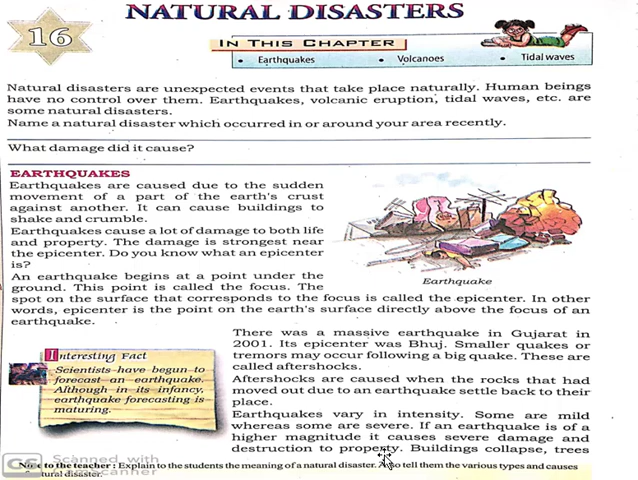 16
NATURAL DISASTERS
IN THIS CHAPTER
• Earthquakes • Volcanoes • Tidal waves
Natural disasters are unexpected events that take place naturally. Human beings
have no control over them. Earthquakes, volcanic eruption, tidal waves, etc. are
some natural disasters.
Name a natural disaster which occurred in or around your area recently.
What damage did it cause?
EARTHQUAKES
Earthquakes are caused due to the sudden
movement of a part of the earth's crust
against another. It can cause buildings to
shake and crumble.
Earthquakes cause a lot of damage to both life
and property. The damage is strongest near
the epicenter. Do you know what an epicenter
is?
An earthquake begins at a point under the
ground. This point is called the focus. The
Earthquake
spot on the surface that corresponds to the focus is called the epicenter. In other
words, epicenter is the point on the earth's surface directly above the focus of an
earthquake.
Interesting Fact
Scientists have begun to
forecast an earthquake.
Although in its infancy,
earthquake forecasting is
maturing.
There was a massive earthquake in Gujarat in
2001. Its epicenter was Bhuj. Smaller quakes or
tremors may occur following a big quake. These are
called aftershocks.
Aftershocks are caused when the rocks that had
moved out due to an earthquake settle back to their
place.
Earthquakes vary in intensity. Some are mild
whereas some are severe. If an earthquake is of
a higher magnitude it causes severe damage and
destruction to property. Buildings collapse, trees
CS Scanned with
to the teacher : Explain to the students the meaning of a natural disaster. Also tell them the various types and causes
natural disaster.